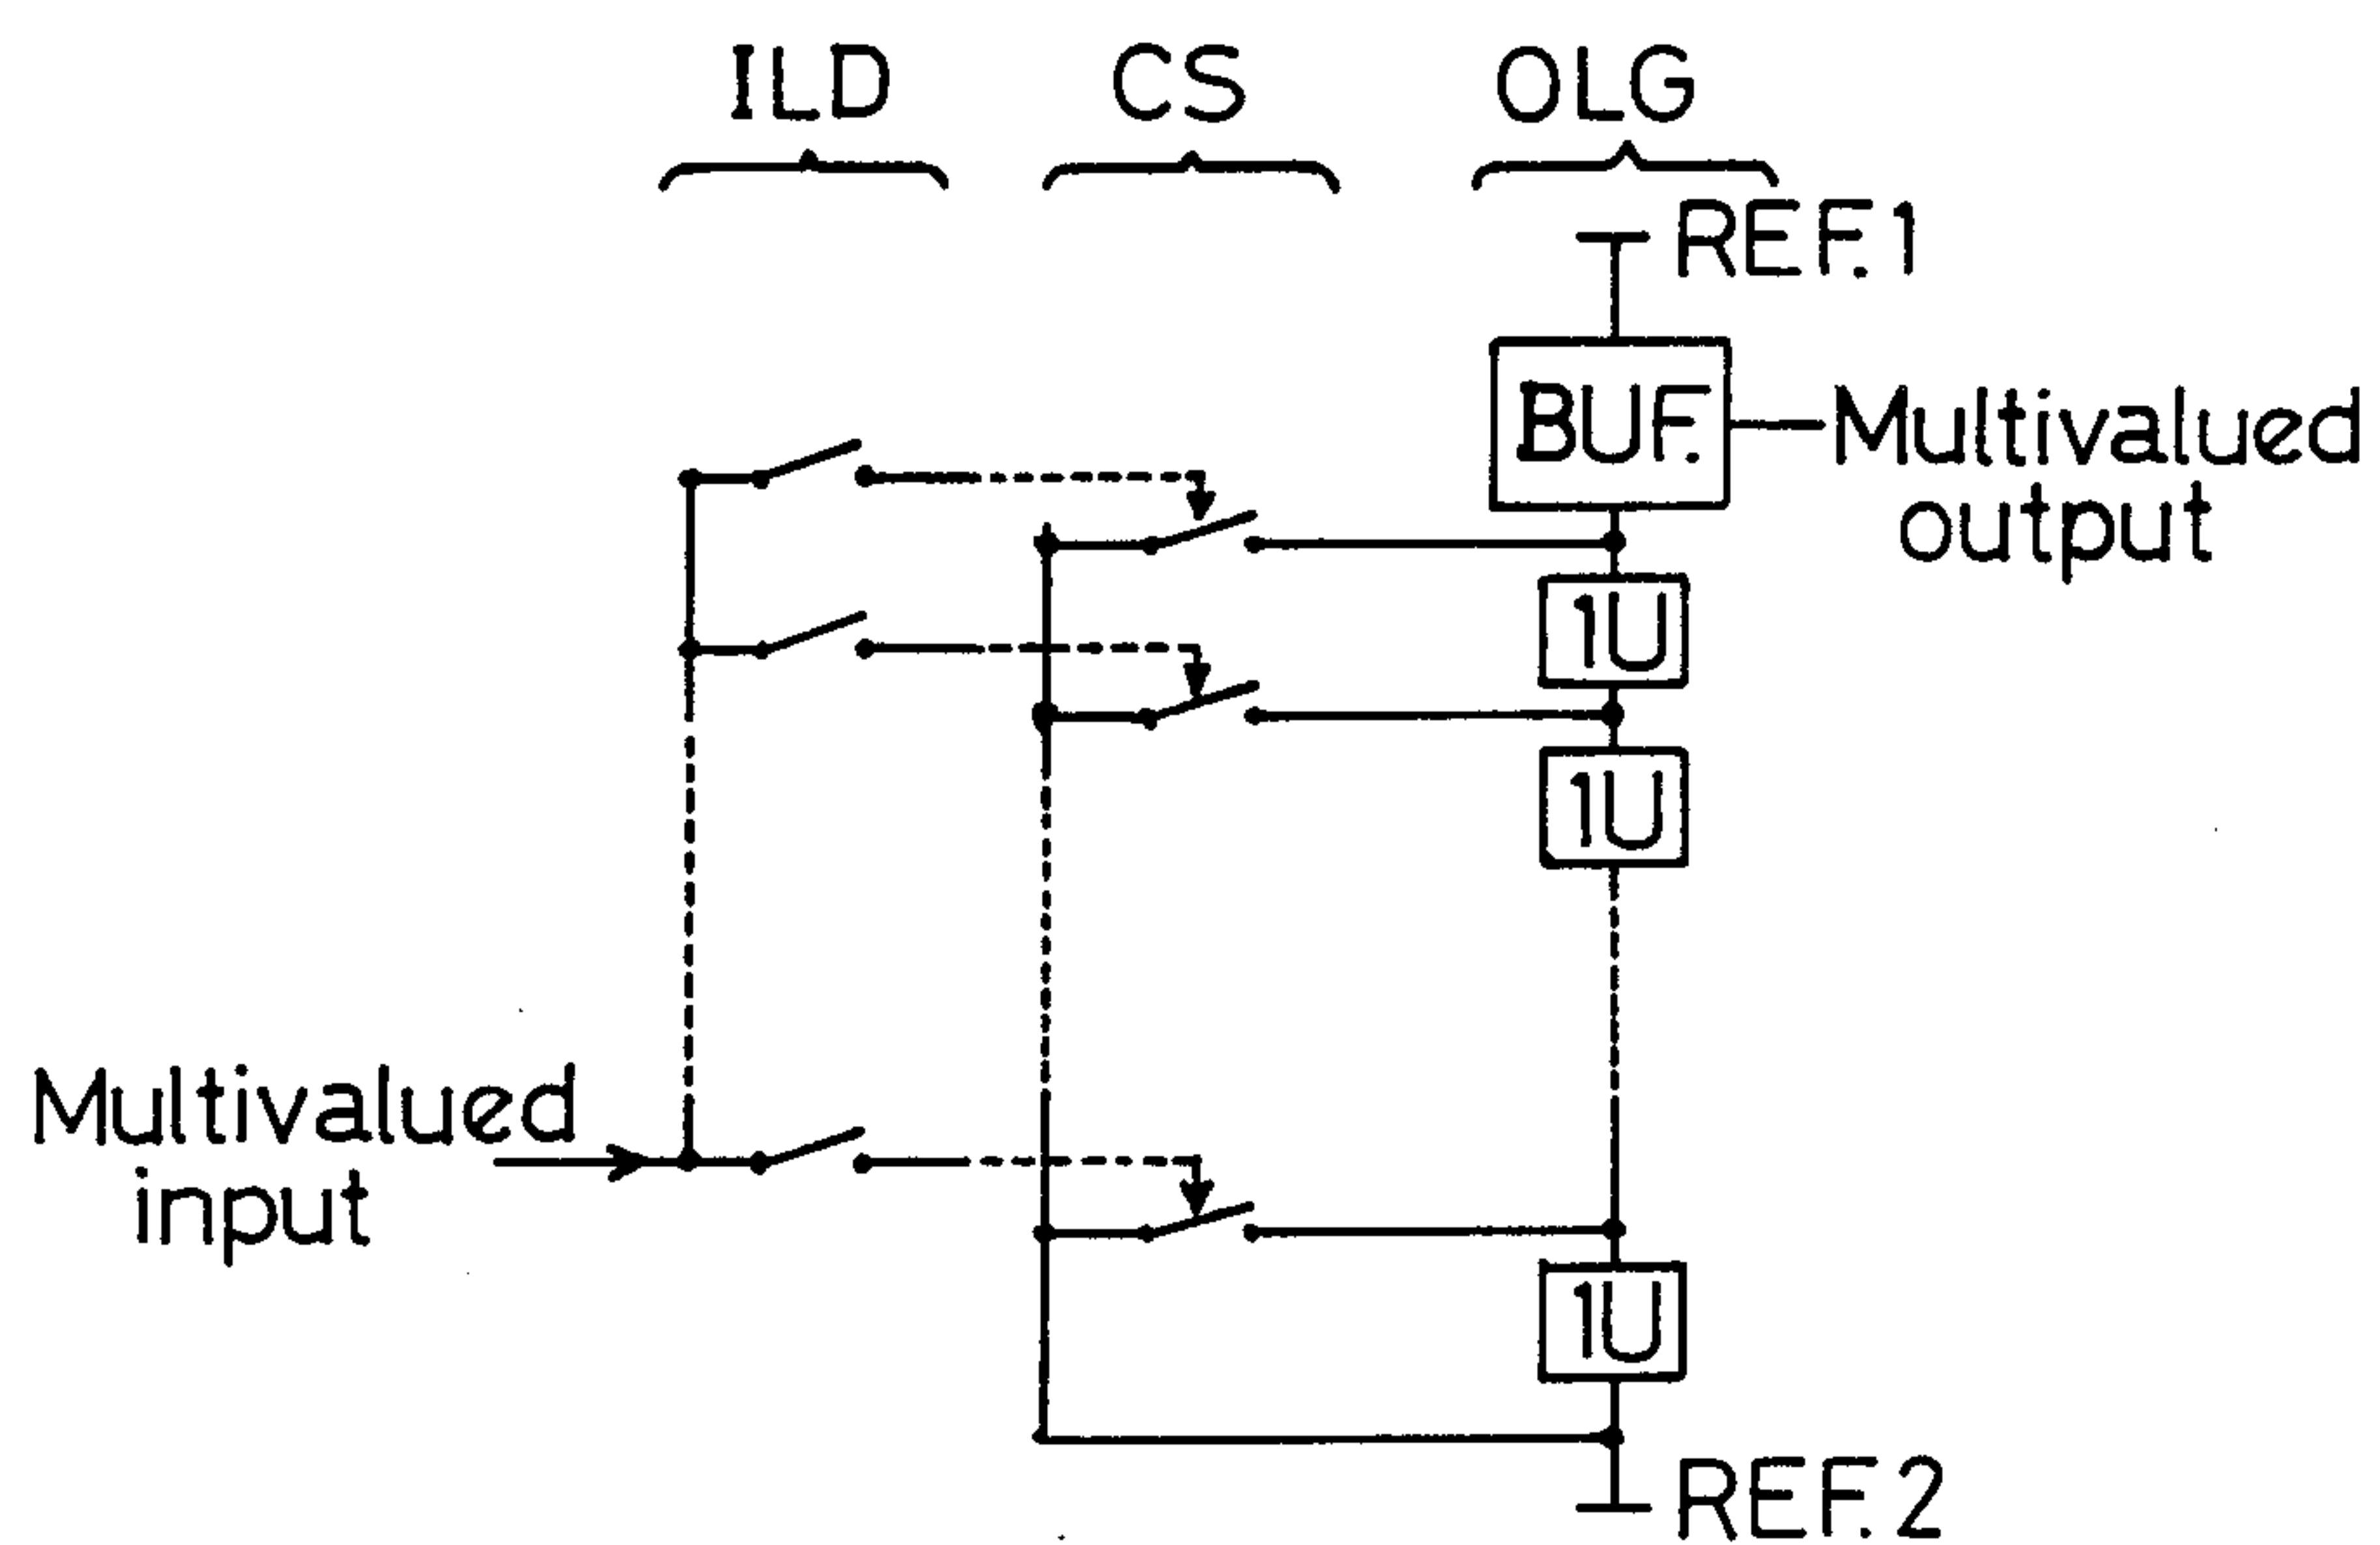 ILD CS OLG
REF.1
BUF.
Multivalued
output
1U
1U
Multivalued
input
1U
REF.2